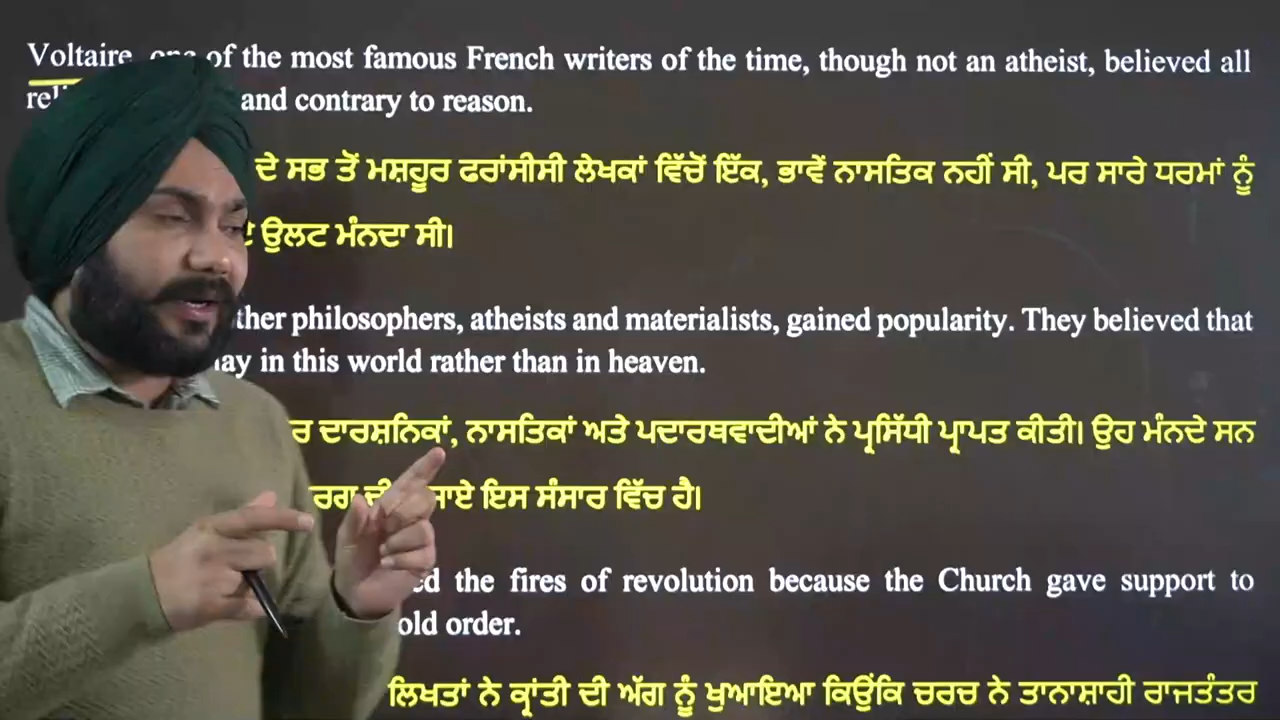 Voltaire, one of the most famous French writers of the time, though not an atheist, believed all
and contrary to reason.
ਦੇ ਸਭ ਤੋਂ ਮਸ਼ਹੂਰ ਫਰਾਂਸੀਸੀ ਲੇਖਕਾਂ ਵਿੱਚੋਂ ਇੱਕ, ਭਾਵੇਂ ਨਾਸਤਿਕ ਨਹੀਂ ਸੀ, ਪਰ ਸਾਰੇ ਧਰਮਾਂ ਨੂੰ
ਉਲਟ ਮੰਨਦਾ ਸੀ।
philosophers, atheists and materialists, gained popularity. They believed that
in this world rather than in heaven.
ਦਾਰਸ਼ਨਿਕਾਂ, ਨਾਸਤਿਕਾਂ ਅਤੇ ਪਦਾਰਥਵਾਦੀਆਂ ਨੇ ਪ੍ਰਸਿੱਧੀ ਪ੍ਰਾਪਤ ਕੀਤੀ। ਉਹ ਮੰਨਦੇ ਸਨ
ਇਸ ਸੰਸਾਰ ਵਿੱਚ ਹੈ।
the fires of revolution because the Church gave support to
old order.
ਲਿਖਤਾਂ ਨੇ ਕ੍ਰਾਂਤੀ ਦੀ ਅੱਗ ਨੂੰ ਖੁਆਇਆ ਕਿਉਂਕਿ ਚਰਚ ਨੇ ਤਾਨਾਸ਼ਾਹੀ ਰਾਜਤੰਤਰ